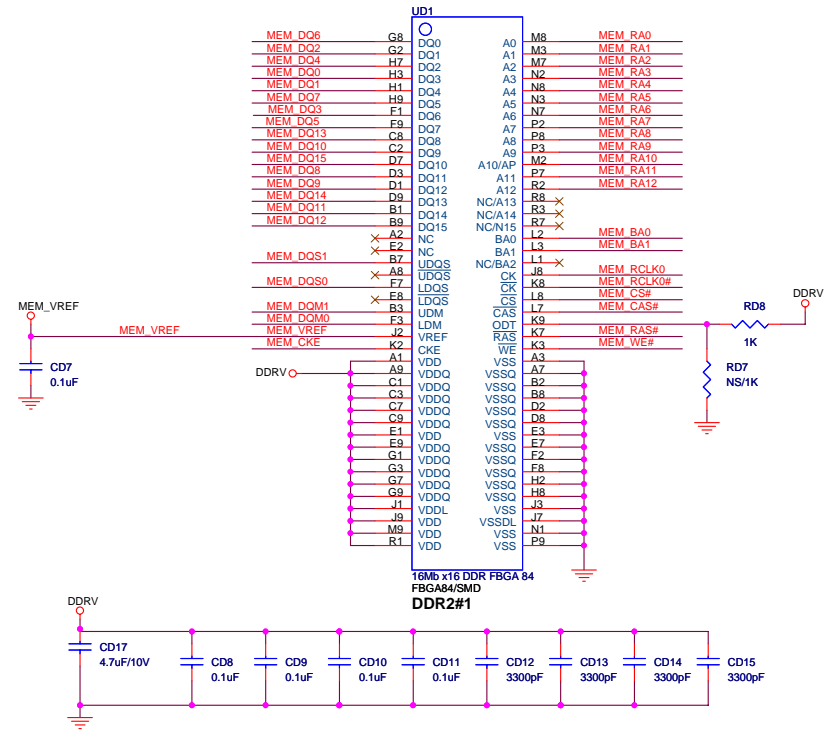 UD1
MEM_DQ6 G8 DQ0 A0 M8 MEM_RA0
MEM_DQ2 G2 DQ1 A1 M3 MEM_RA1
MEM_DQ4 H7 DQ2 A2 M7 MEM_RA2
MEM_DQ0 H3 DQ3 A3 N2 MEM_RA3
MEM_DQ1 H1 DQ4 A4 N8 MEM_RA4
MEM_DQ7 H9 DQ5 A5 N3 MEM_RA5
MEM_DQ3 F1 DQ6 A6 N7 MEM_RA6
MEM_DQ5 F9 DQ7 A7 P2 MEM_RA7
MEM_DQ13 C8 DQ8 A8 P8 MEM_RA8
MEM_DQ10 C2 DQ9 A9 P3 MEM_RA9
MEM_DQ15 D7 DQ10 A10/AP M2 MEM_RA10
MEM_DQ8 D3 DQ11 A11 P7 MEM_RA11
MEM_DQ9 D1 DQ12 A12 R2 MEM_RA12
MEM_DQ14 D9 DQ13 NC/A13 R8
MEM_DQ11 B1 DQ14 NC/A14 R3
MEM_DQ12 B9 DQ15 NC/N15 R7
A2 NC BA0 L2 MEM_BA0
E2 NC BA1 L3 MEM_BA1
MEM_DQS1 B7 UDQS NC/BA2 L1
A8 UDQS CK J8 MEM_RCLK0
MEM_DQS0 F7 LDQS CK K8 MEM_RCLK0#
E8 LDQS CS L8 MEM_CS#
MEM_DQM1 B3 UDM CAS L7 MEM_CAS#
MEM_DQM0 F3 LDM ODT K9
MEM_VREF MEM_VREF MEM_VREF J2 VREF RAS K7 MEM_RAS#
MEM_CKE K2 CKE WE K3 MEM_WE#
RD8 1K DDRV
RD7
NS/1K
CD7
0.1uF
DDRV
A1 VDD VSS A3
A9 VDDQ VSSQ A7
C1 VDDQ VSSQ B2
C3 VDDQ VSSQ B8
C7 VDDQ VSSQ D2
C9 VDDQ VSSQ D8
E1 VDD VSS E3
E9 VDDQ VSSQ E7
G1 VDDQ VSSQ F2
G3 VDDQ VSSQ F8
G7 VDDQ VSSQ H2
G9 VDDQ VSSQ H8
J1 VDDL VSS J3
J9 VDD VSSDL J7
M9 VDD VSS N1
R1 VDD VSS P9
16Mb x16 DDR FBGA 84
FBGA84/SMD
DDR2#1
DDRV
CD17
4.7uF/10V
CD8
0.1uF
CD9
0.1uF
CD10
0.1uF
CD11
0.1uF
CD12
3300pF
CD13
3300pF
CD14
3300pF
CD15
3300pF